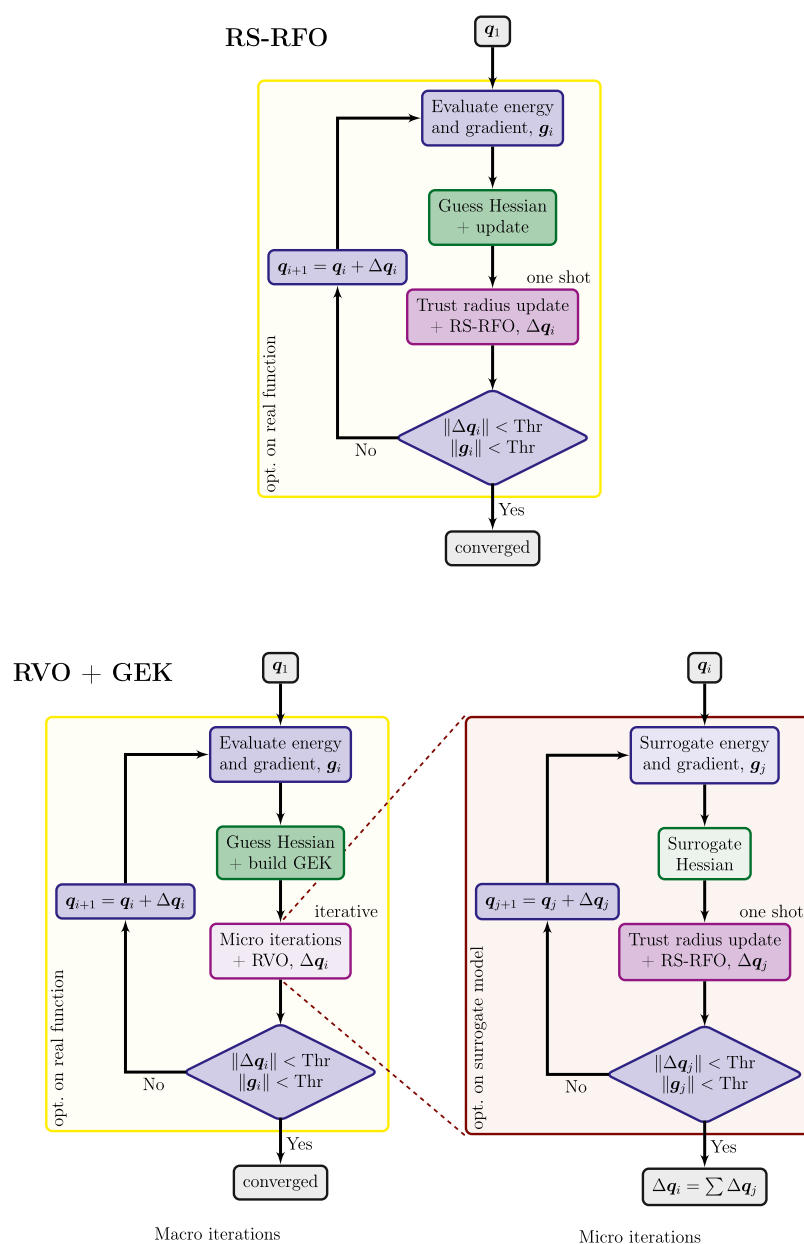 RS-RFO
q₁
Evaluate energy
and gradient, gᵢ
Guess Hessian
+ update
qᵢ₊₁ = qᵢ + Δqᵢ
one shot
Trust radius update
+ RS-RFO, Δqᵢ
opt. on real function
‖Δqᵢ‖ < Thr
‖gᵢ‖ < Thr
No
Yes
converged
RVO + GEK
q₁
Evaluate energy
and gradient, gᵢ
Guess Hessian
+ build GEK
qᵢ₊₁ = qᵢ + Δqᵢ
iterative
Micro iterations
+ RVO, Δqᵢ
opt. on real function
‖Δqᵢ‖ < Thr
‖gᵢ‖ < Thr
No
Yes
converged
Macro iterations
qᵢ
Surrogate energy
and gradient, gⱼ
Surrogate
Hessian
qⱼ₊₁ = qⱼ + Δqⱼ
one shot
Trust radius update
+ RS-RFO, Δqⱼ
opt. on surrogate model
‖Δqⱼ‖ < Thr
‖gⱼ‖ < Thr
No
Yes
Δqᵢ = ∑ Δqⱼ
Micro iterations